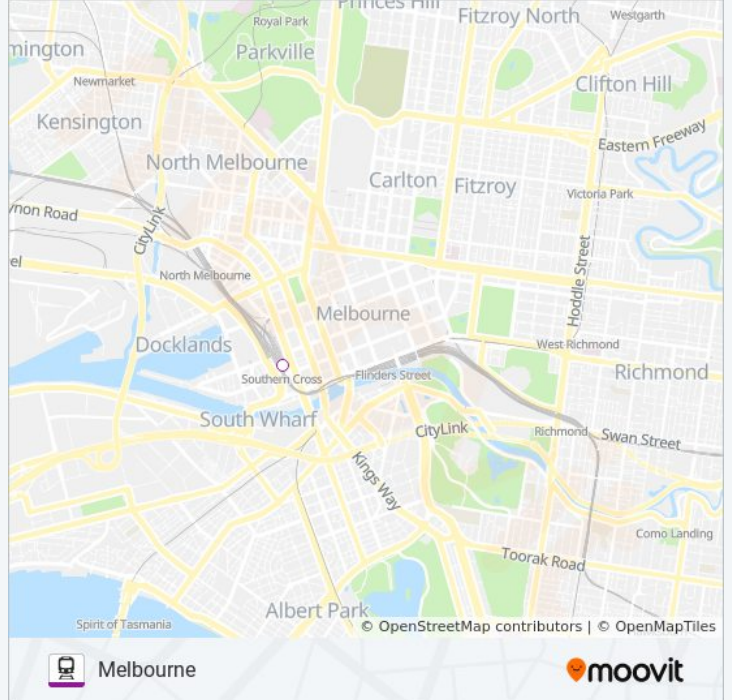 Princes Hill
Fitzroy North
Westgarth
Royal Park
mington
Parkville
Newmarket
Clifton Hill
Kensington
Eastern Freeway
North Melbourne
Carlton
Fitzroy
Victoria Park
ynon Road
CityLink
Hoddle Street
el
North Melbourne
Melbourne
Docklands
West Richmond
Southern Cross
Flinders Street
Richmond
South Wharf
CityLink
Richmond
Swan Street
Kings Way
Como Landing
Toorak Road
Albert Park
Spirit of Tasmania
© OpenStreetMap contributors | © OpenMapTiles
Melbourne
moovit